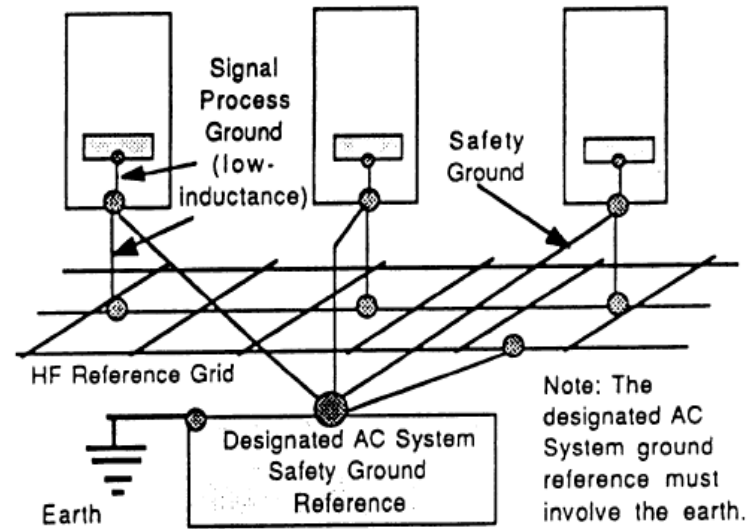 Signal
Process
Ground
(low-
inductance)
Safety
Ground
HF Reference Grid
Designated AC System
Safety Ground
Reference
Earth
Note: The
designated AC
System ground
reference must
involve the earth.